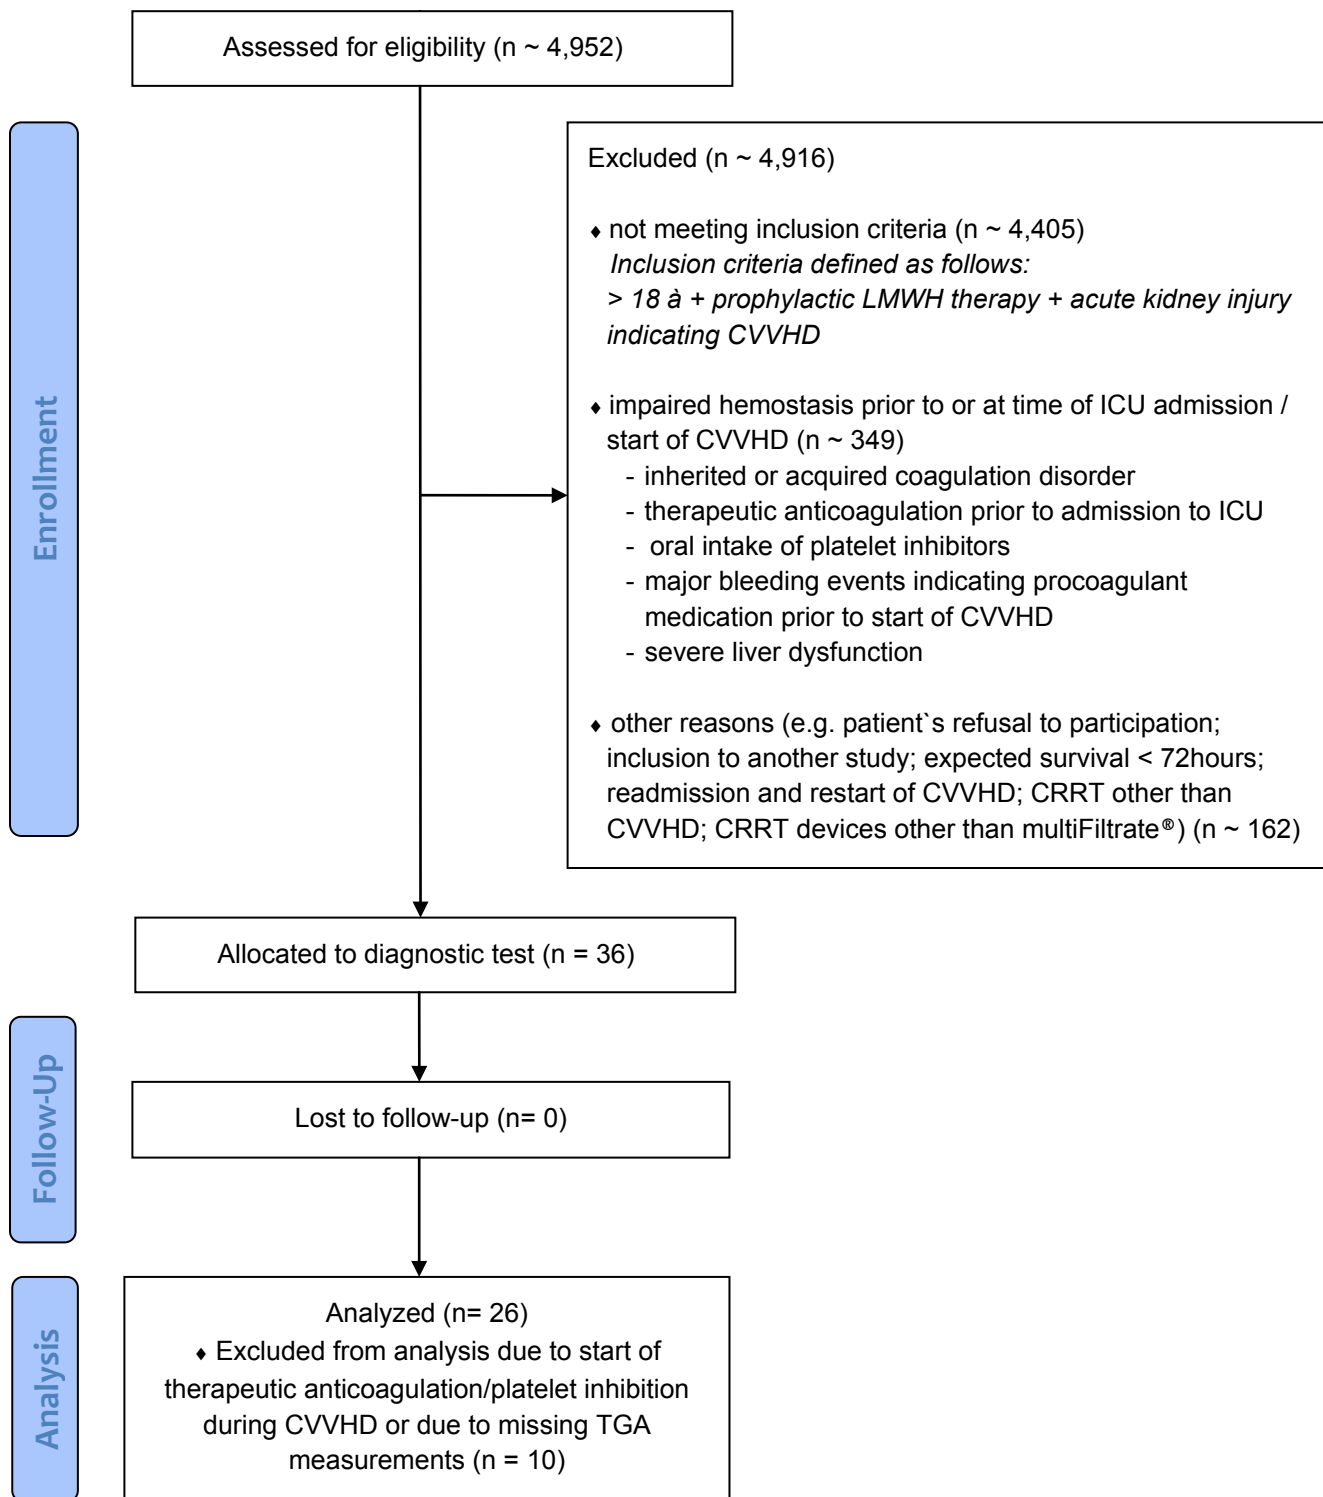 Assessed for eligibility (n ~ 4,952)
Enrollment
Excluded (n ~ 4,916)
♦ not meeting inclusion criteria (n ~ 4,405)
Inclusion criteria defined as follows:
> 18 à + prophylactic LMWH therapy + acute kidney injury
indicating CVVHD
♦ impaired hemostasis prior to or at time of ICU admission /
start of CVVHD (n ~ 349)
- inherited or acquired coagulation disorder
- therapeutic anticoagulation prior to admission to ICU
- oral intake of platelet inhibitors
- major bleeding events indicating procoagulant
medication prior to start of CVVHD
- severe liver dysfunction
♦ other reasons (e.g. patient`s refusal to participation;
inclusion to another study; expected survival < 72hours;
readmission and restart of CVVHD; CRRT other than
CVVHD; CRRT devices other than multiFiltrate®) (n ~ 162)
Allocated to diagnostic test (n = 36)
Follow-Up
Lost to follow-up (n= 0)
Analysis
Analyzed (n= 26)
♦ Excluded from analysis due to start of
therapeutic anticoagulation/platelet inhibition
during CVVHD or due to missing TGA
measurements (n = 10)